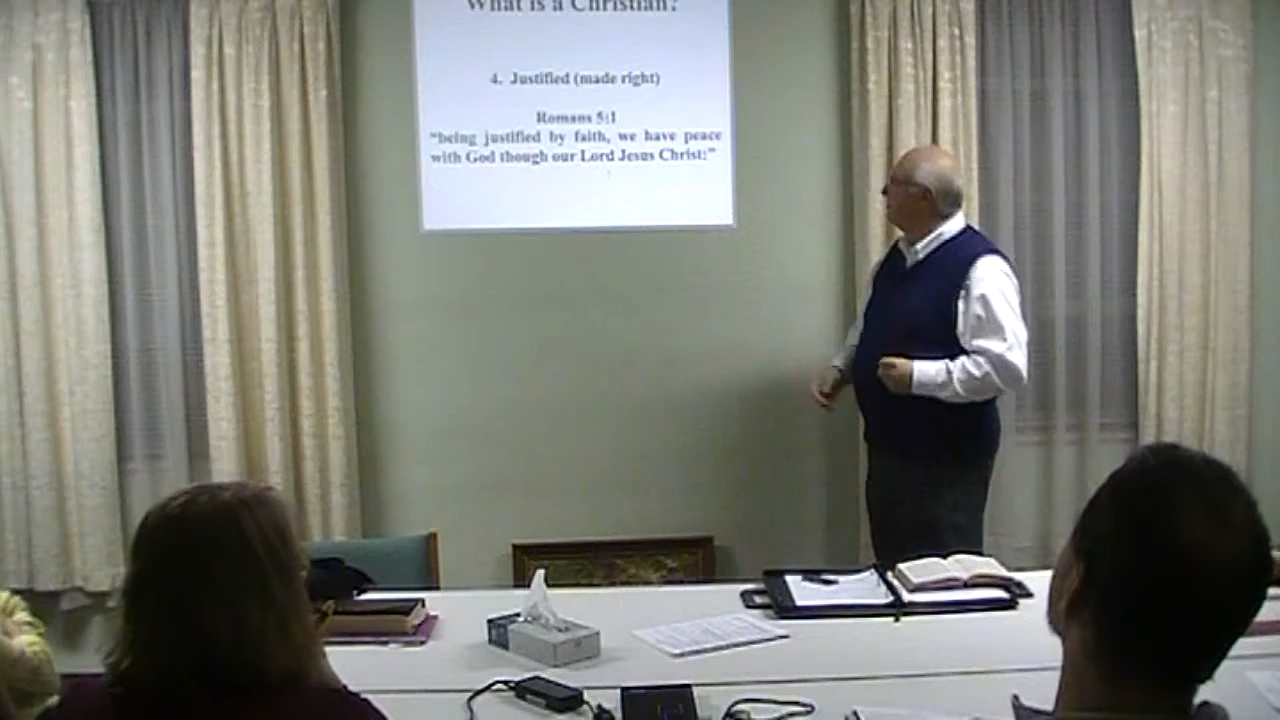 What is a Christian?
4. Justified (made right)
Romans 5:1
"being justified by faith, we have peace
with God though our Lord Jesus Christ:"